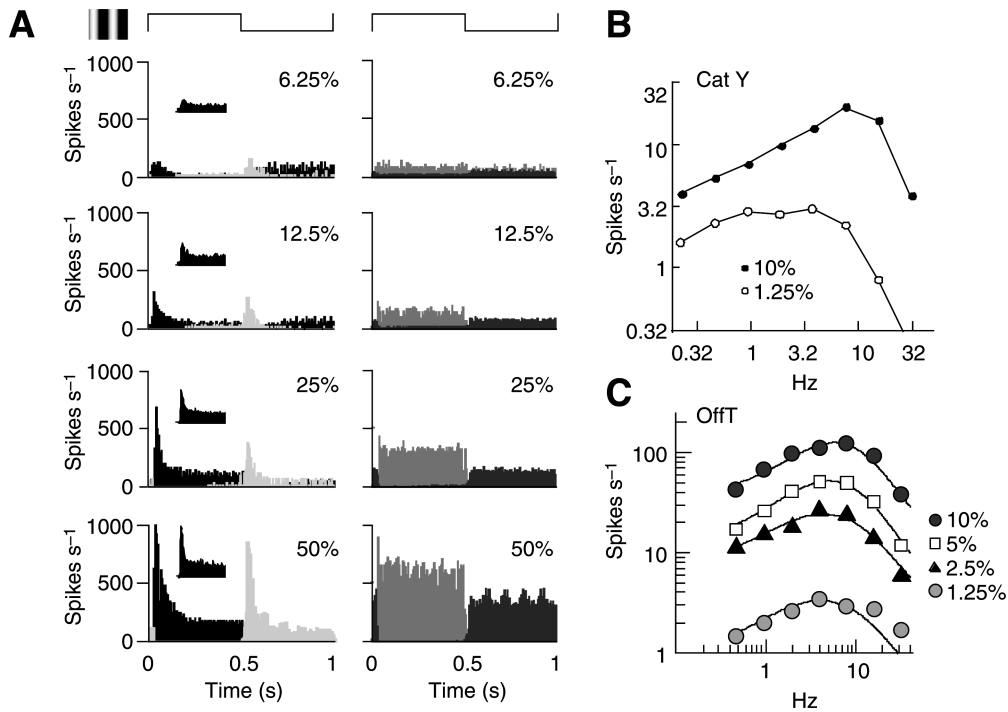 A
1000
Spikes s⁻¹
500
0
6.25%
6.25%
1000
Spikes s⁻¹
500
0
12.5%
12.5%
1000
Spikes s⁻¹
500
0
25%
25%
1000
Spikes s⁻¹
500
0
50%
50%
0 0.5 1
Time (s)
0 0.5 1
Time (s)
B
Cat Y
32
10
3.2
1
0.32
Spikes s⁻¹
10%
1.25%
0.32 1 3.2 10 32
Hz
C
OffT
100
10
1
Spikes s⁻¹
10%
5%
2.5%
1.25%
1 10
Hz